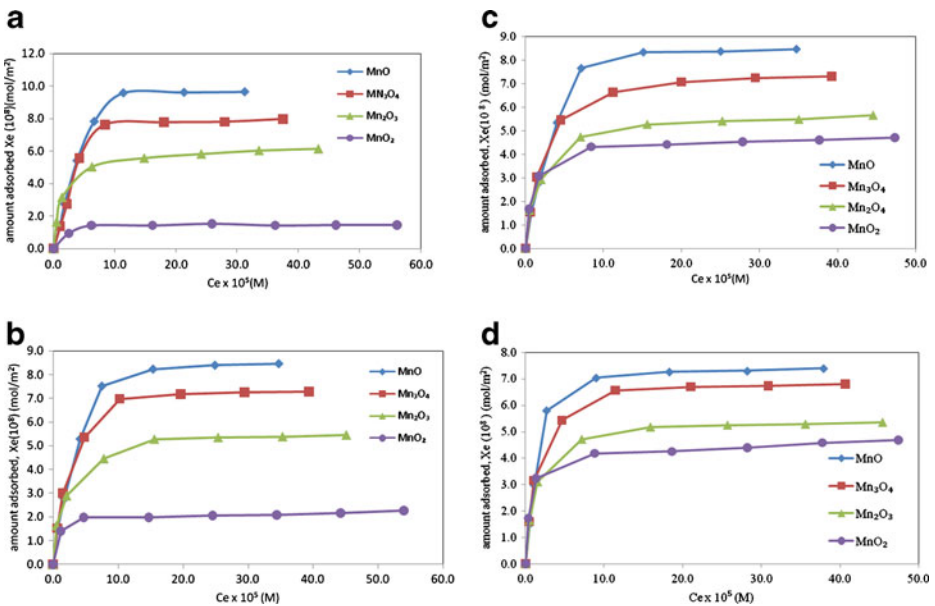 a
12.0
10.0
8.0
6.0
4.0
2.0
0.0
amount adsorbed Xe (10⁸)(mol/m²)
0.0 10.0 20.0 30.0 40.0 50.0 60.0
Ce x 10⁵(M)
MnO
MN₃O₄
Mn₂O₃
MnO₂
c
9.0
8.0
7.0
6.0
5.0
4.0
3.0
2.0
1.0
0.0
amount adsorbed, Xe(10⁸) (mol/m²)
0.0 10.0 20.0 30.0 40.0 50.0
Ce x 10⁵(M)
MnO
Mn₃O₄
Mn₂O₄
MnO₂
b
9.0
8.0
7.0
6.0
5.0
4.0
3.0
2.0
1.0
0.0
amount adsorbed, Xe(10⁸) (mol/m²)
0.0 10.0 20.0 30.0 40.0 50.0 60.0
Ce x 10⁵ (M)
MnO
Mn₃O₄
Mn₂O₃
MnO₂
d
8.0
7.0
6.0
5.0
4.0
3.0
2.0
1.0
0.0
amount adsorbed, Xe (10⁸) (mol/m²)
0.0 10.0 20.0 30.0 40.0 50.0
Ce x 10⁵ (M)
MnO
Mn₃O₄
Mn₂O₃
MnO₂